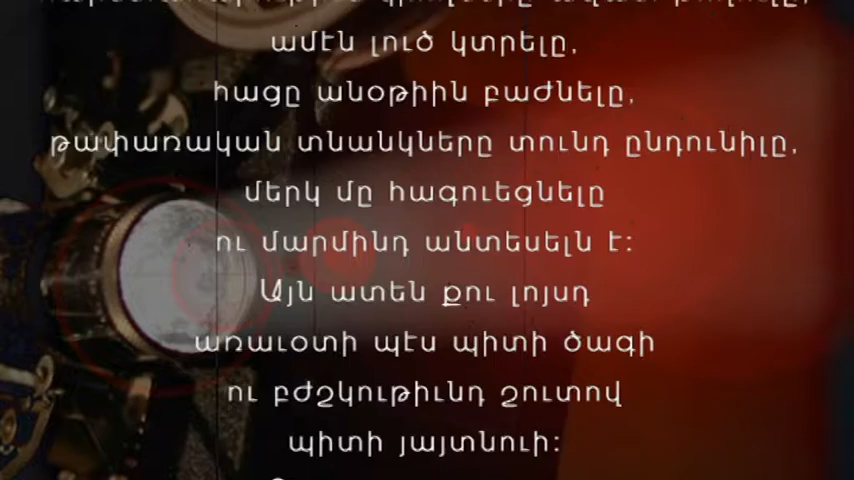 ամէն լուծ կտրելը,
հացը անօթիին բաժնելը,
թափառական տնանկները տունդ ընդունիլը,
մերկ մը հագուեցնելը
ու մարմինդ անտեսելն է:
Այն ատեն քու լոյսդ
առաւօտի պէս պիտի ծագի
ու բժշկութիւնդ շուտով
պիտի յայտնուի: